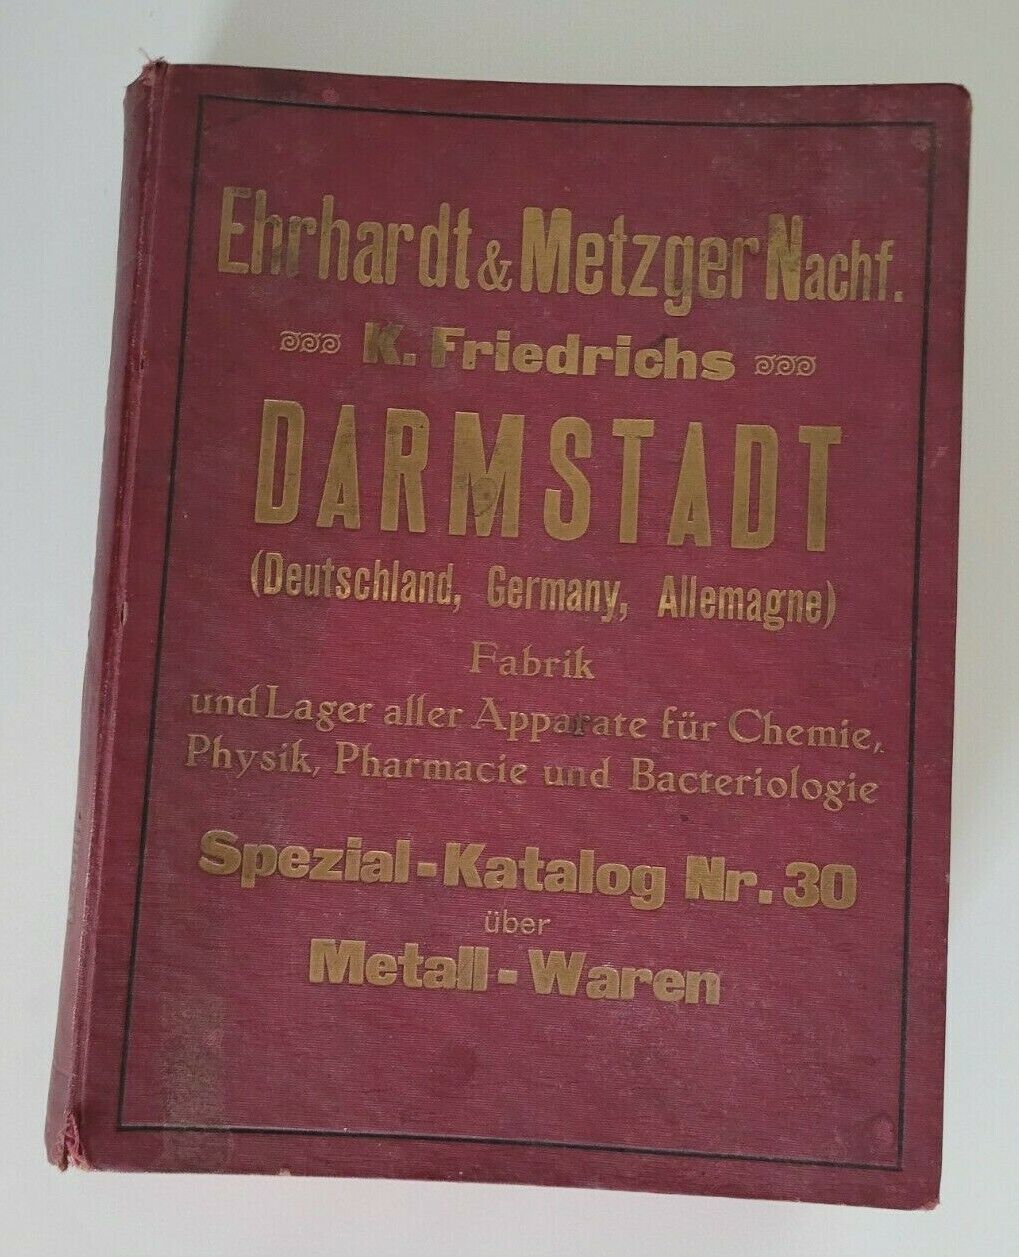 Ehrhardt & Metzger Nachf.
K. Friedrichs
DARMSTADT
(Deutschland, Germany, Allemagne)
Fabrik
und Lager aller Apparate für Chemie,
Physik, Pharmacie und Bacteriologie
Spezial-Katalog Nr. 30
über
Metall-Waren